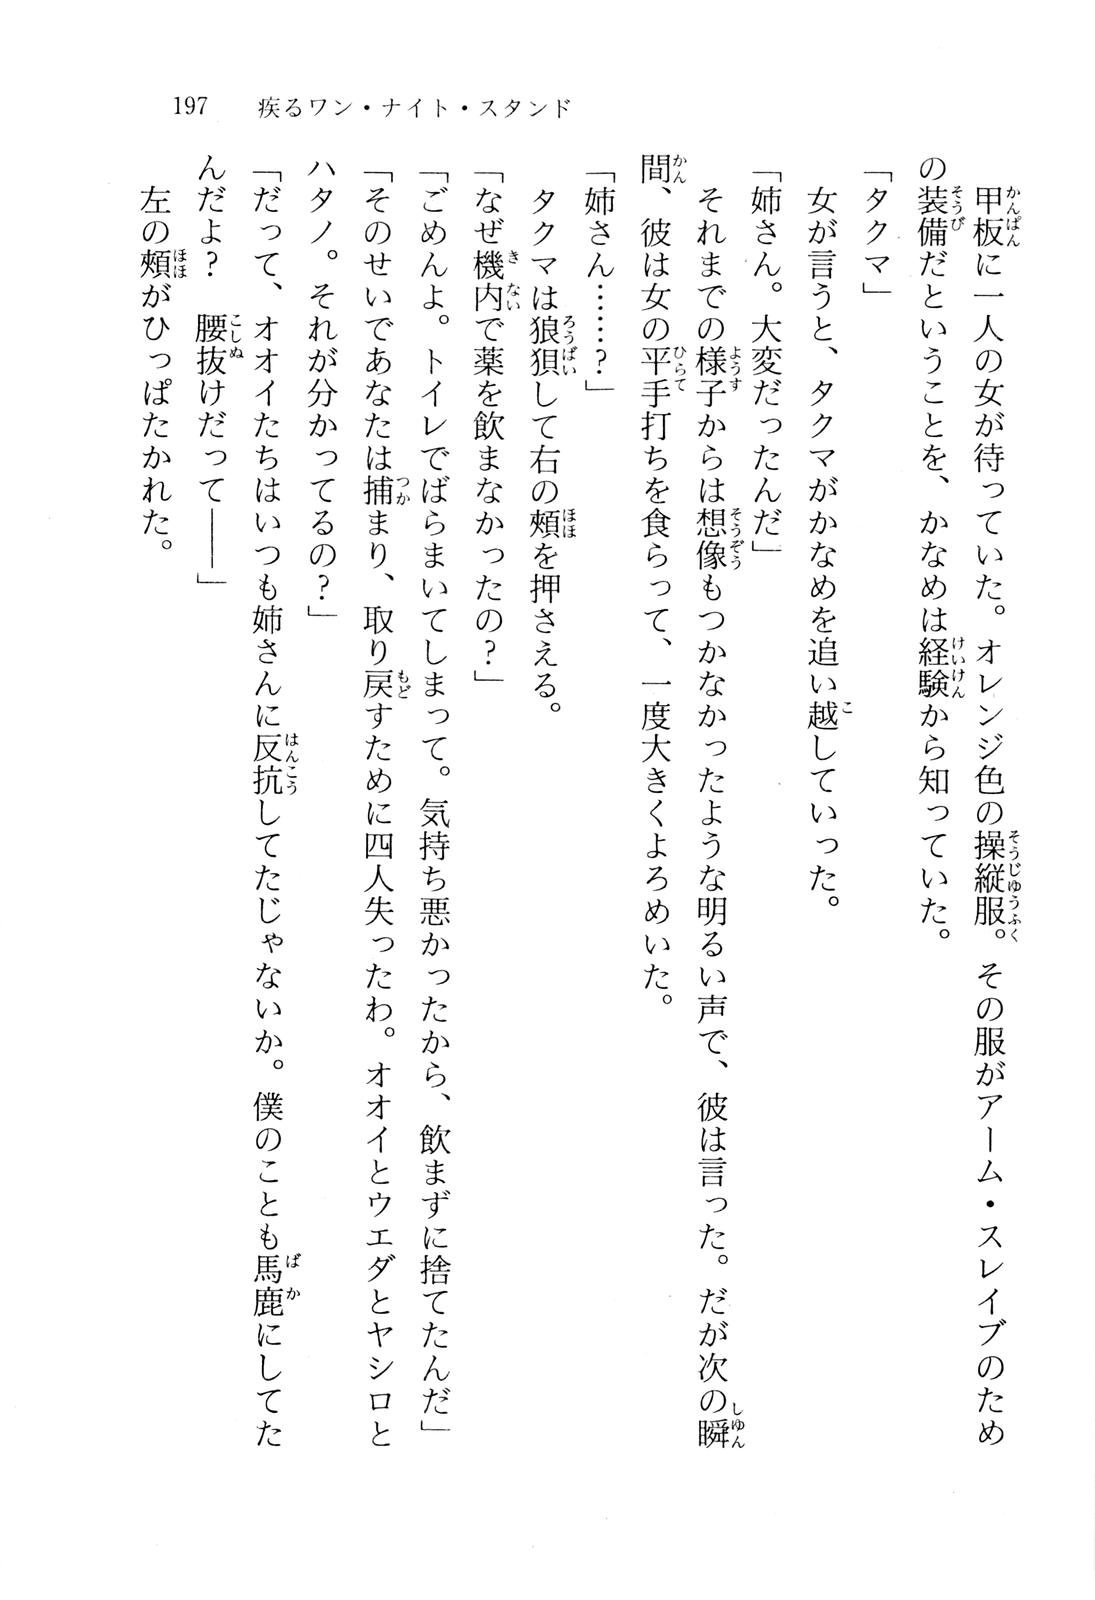 197　疾るワン・ナイト・スタンド
　甲板に一人の女が待っていた。オレンジ色の操縦服。その服がアーム・スレイブのため
の装備だということを、かなめは経験から知っていた。
「タクマ」
　女が言うと、タクマがかなめを追い越していった。
「姉さん。大変だったんだ」
　それまでの様子からは想像もつかなかったような明るい声で、彼は言った。だが次の瞬
間、彼は女の平手打ちを食らって、一度大きくよろめいた。
「姉さん……？」
　タクマは狼狽して右の頰を押さえる。
「なぜ機内で薬を飲まなかったの？」
「ごめんよ。トイレでばらまいてしまって。気持ち悪かったから、飲まずに捨てたんだ」
「そのせいであなたは捕まり、取り戻すために四人失ったわ。オオイとウエダとヤシロと
ハタノ。それが分かってるの？」
「だって、オオイたちはいつも姉さんに反抗してたじゃないか。僕のことも馬鹿にしてた
んだよ？　腰抜けだって――」
　左の頰がひっぱたかれた。